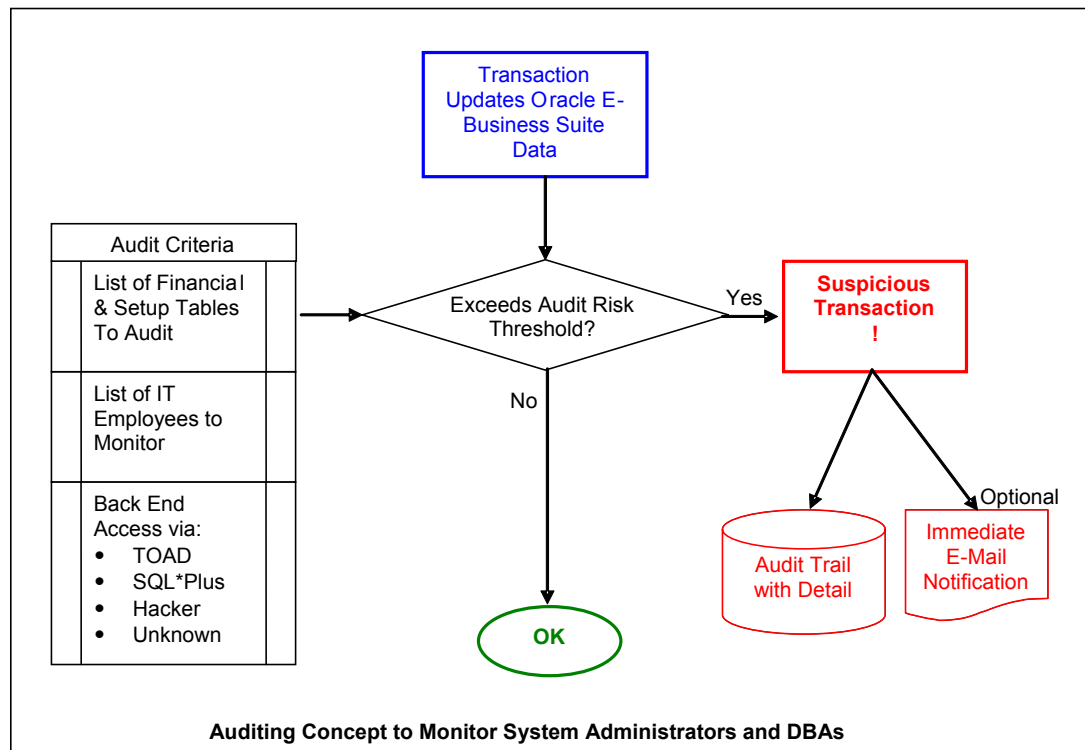 Transaction
Updates Oracle E-
Business Suite
Data
Audit Criteria
List of Financial
& Setup Tables
To Audit
List of IT
Employees to
Monitor
Back End
Access via:
• TOAD
• SQL*Plus
• Hacker
• Unknown
Exceeds Audit Risk
Threshold?
Yes
No
Suspicious
Transaction
!
Optional
Audit Trail
with Detail
Immediate
E-Mail
Notification
OK
Auditing Concept to Monitor System Administrators and DBAs